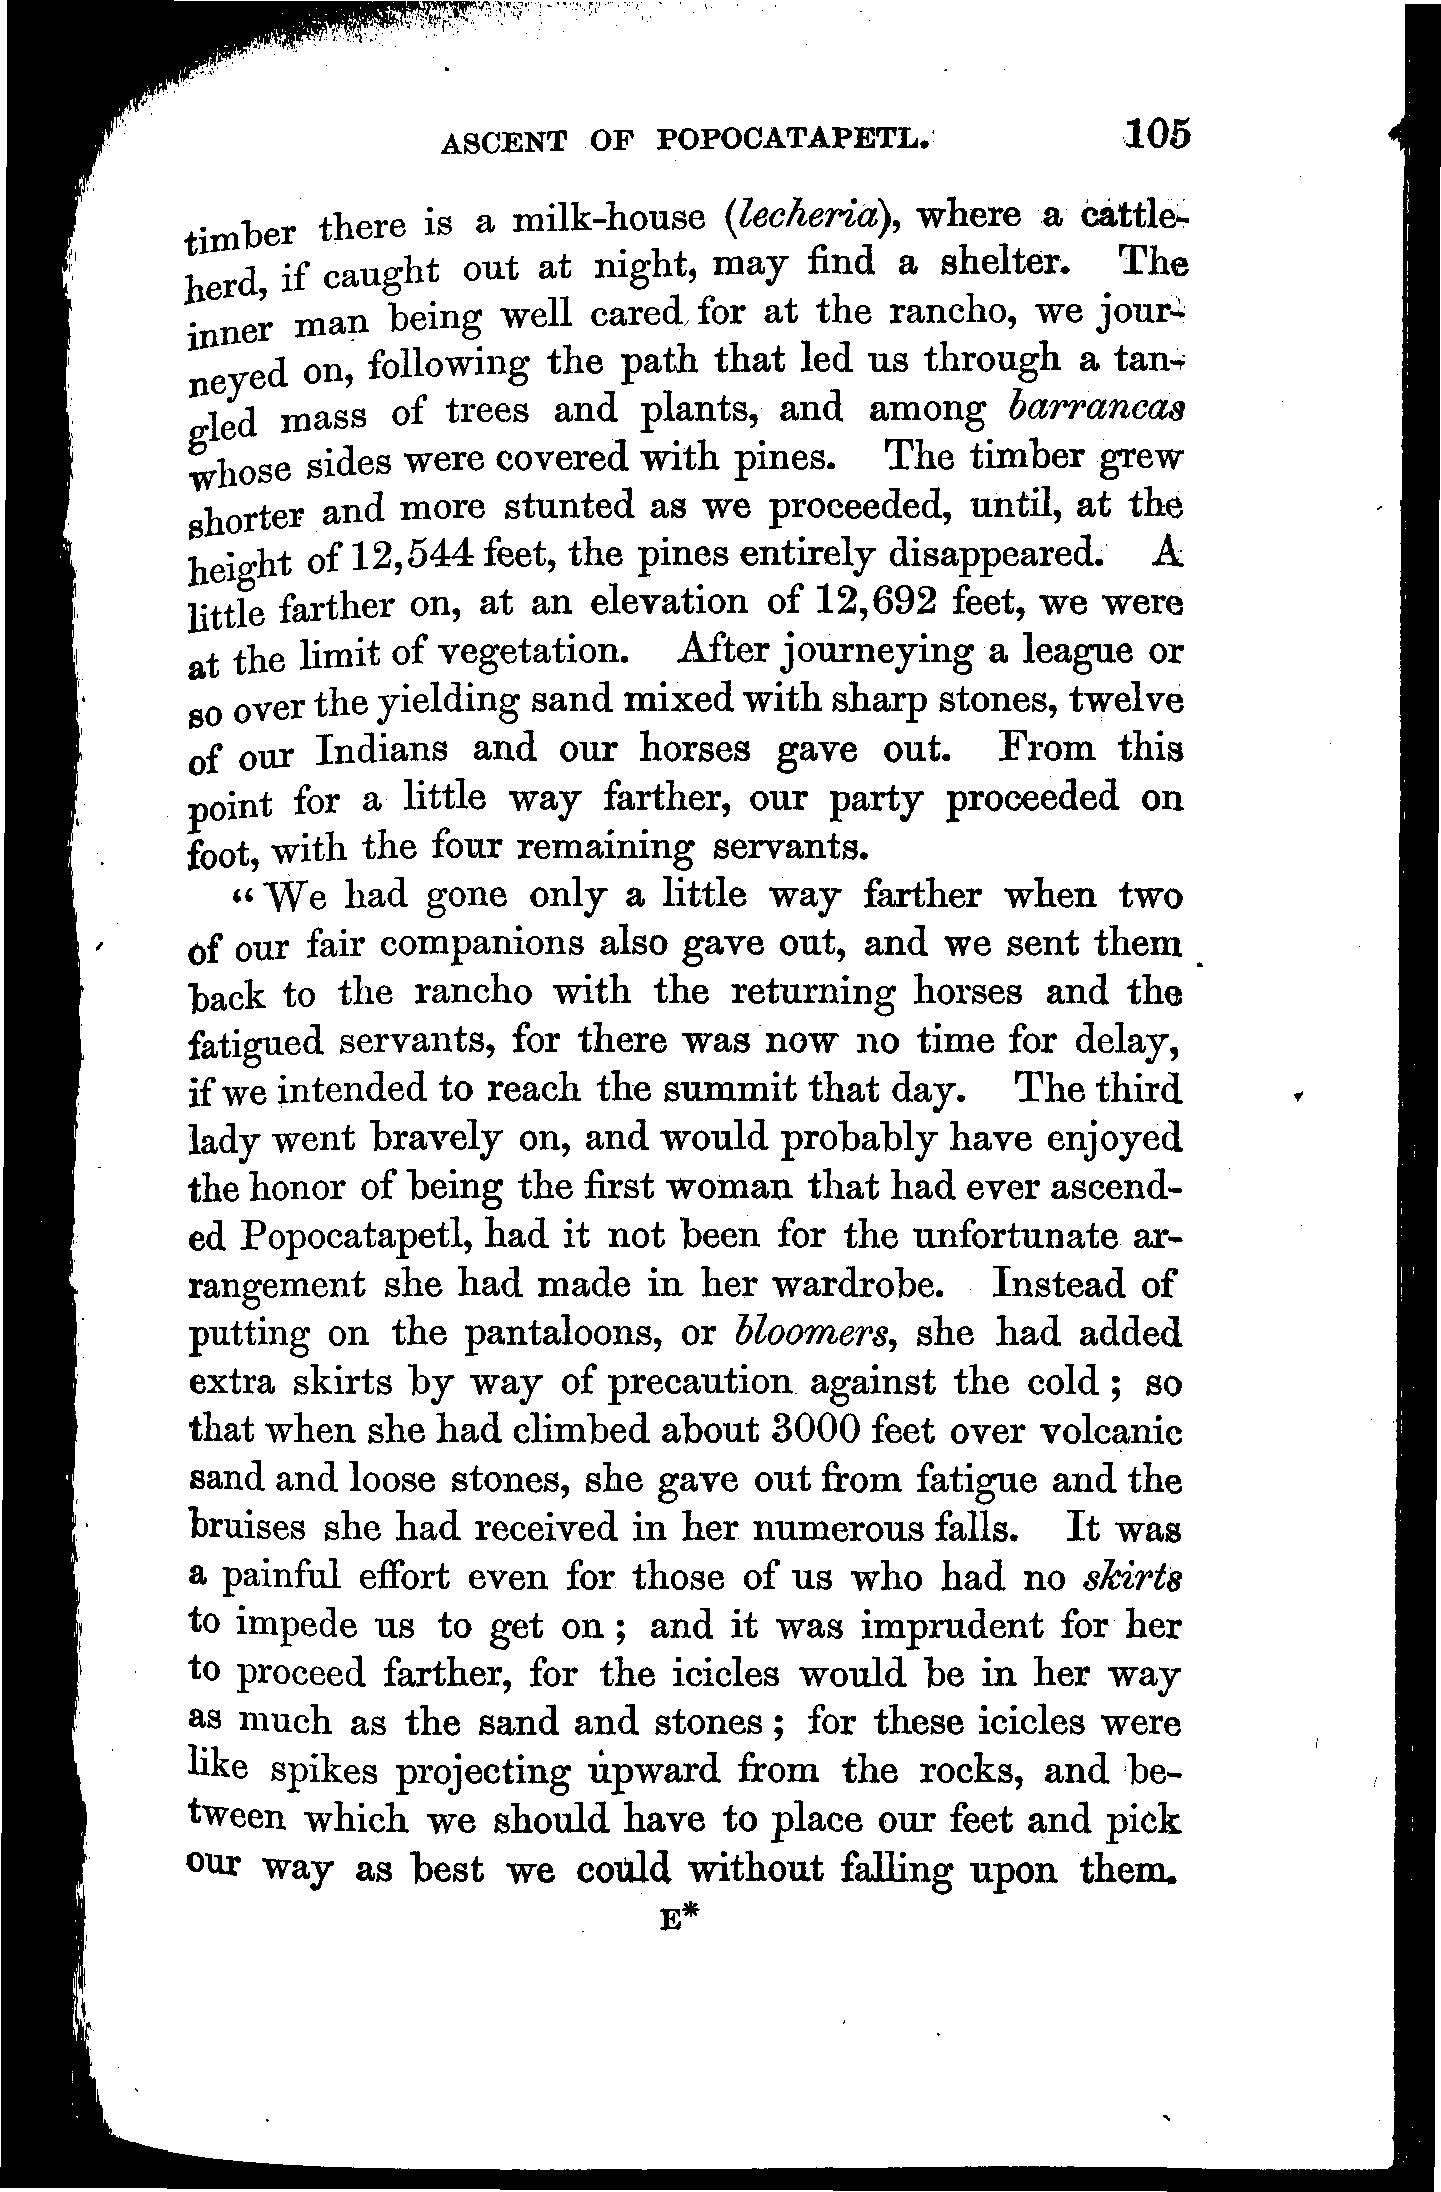 ASCENT OF POPOCATAPETL. 105
timber there is a milk-house (lecheria), where a cattle-
herd, if caught out at night, may find a shelter. The
inner man being well cared for at the rancho, we jour-
neyed on, following the path that led us through a tan-
gled mass of trees and plants, and among barrancas
whose sides were covered with pines. The timber grew
shorter and more stunted as we proceeded, until, at the
height of 12,544 feet, the pines entirely disappeared. A
little farther on, at an elevation of 12,692 feet, we were
at the limit of vegetation. After journeying a league or
so over the yielding sand mixed with sharp stones, twelve
of our Indians and our horses gave out. From this
point for a little way farther, our party proceeded on
foot, with the four remaining servants.
“We had gone only a little way farther when two
of our fair companions also gave out, and we sent them
back to the rancho with the returning horses and the
fatigued servants, for there was now no time for delay,
if we intended to reach the summit that day. The third
lady went bravely on, and would probably have enjoyed
the honor of being the first woman that had ever ascend-
ed Popocatapetl, had it not been for the unfortunate ar-
rangement she had made in her wardrobe. Instead of
putting on the pantaloons, or bloomers, she had added
extra skirts by way of precaution against the cold; so
that when she had climbed about 3000 feet over volcanic
sand and loose stones, she gave out from fatigue and the
bruises she had received in her numerous falls. It was
a painful effort even for those of us who had no skirts
to impede us to get on; and it was imprudent for her
to proceed farther, for the icicles would be in her way
as much as the sand and stones; for these icicles were
like spikes projecting upward from the rocks, and be-
tween which we should have to place our feet and pick
our way as best we could without falling upon them.
E*